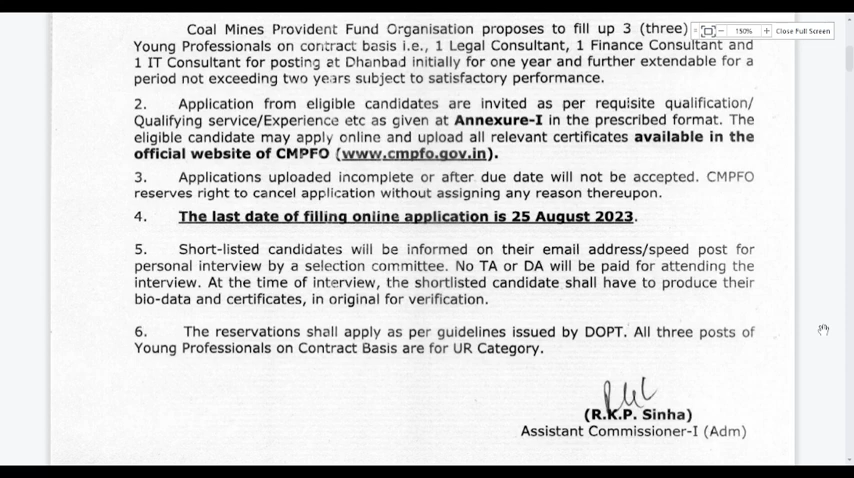 Coal Mines Provident Fund Organisation proposes to fill up 3 (three)
150%
Close Full Screen
Young Professionals on contract basis i.e., 1 Legal Consultant, 1 Finance Consultant and
1 IT Consultant for posting at Dhanbad initially for one year and further extendable for a
period not exceeding two years subject to satisfactory performance.
2. Application from eligible candidates are invited as per requisite qualification/
Qualifying service/Experience etc as given at Annexure-I in the prescribed format. The
eligible candidate may apply online and upload all relevant certificates available in the
official website of CMPFO (www.cmpfo.gov.in).
3. Applications uploaded incomplete or after due date will not be accepted. CMPFO
reserves right to cancel application without assigning any reason thereupon.
4. The last date of filling online application is 25 August 2023.
5. Short-listed candidates will be informed on their email address/speed post for
personal interview by a selection committee. No TA or DA will be paid for attending the
interview. At the time of interview, the shortlisted candidate shall have to produce their
bio-data and certificates, in original for verification.
6. The reservations shall apply as per guidelines issued by DOPT. All three posts of
Young Professionals on Contract Basis are for UR Category.
(R.K.P. Sinha)
Assistant Commissioner-I (Adm)